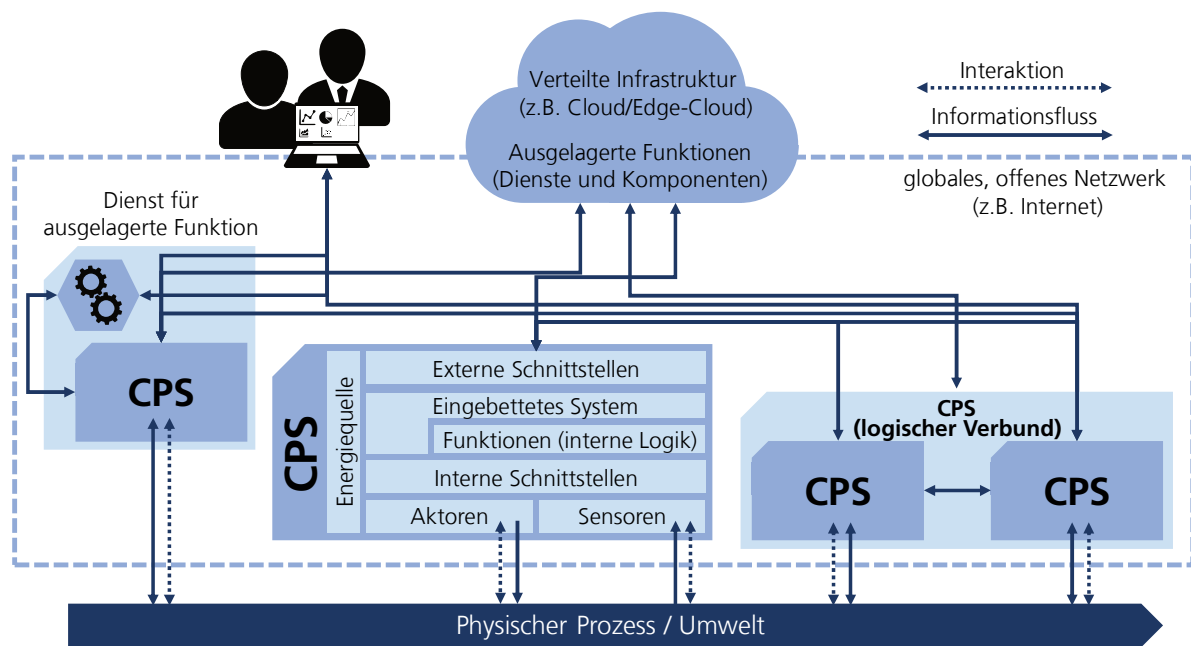 Verteilte Infrastruktur
(z.B. Cloud/Edge-Cloud)
Ausgelagerte Funktionen
(Dienste und Komponenten)
Interaktion
Informationsfluss
globales, offenes Netzwerk
(z.B. Internet)
Dienst für
ausgelagerte Funktion
CPS
CPS
Energiequelle
Externe Schnittstellen
Eingebettetes System
Funktionen (interne Logik)
Interne Schnittstellen
Aktoren
Sensoren
CPS
(logischer Verbund)
CPS
CPS
Physischer Prozess / Umwelt